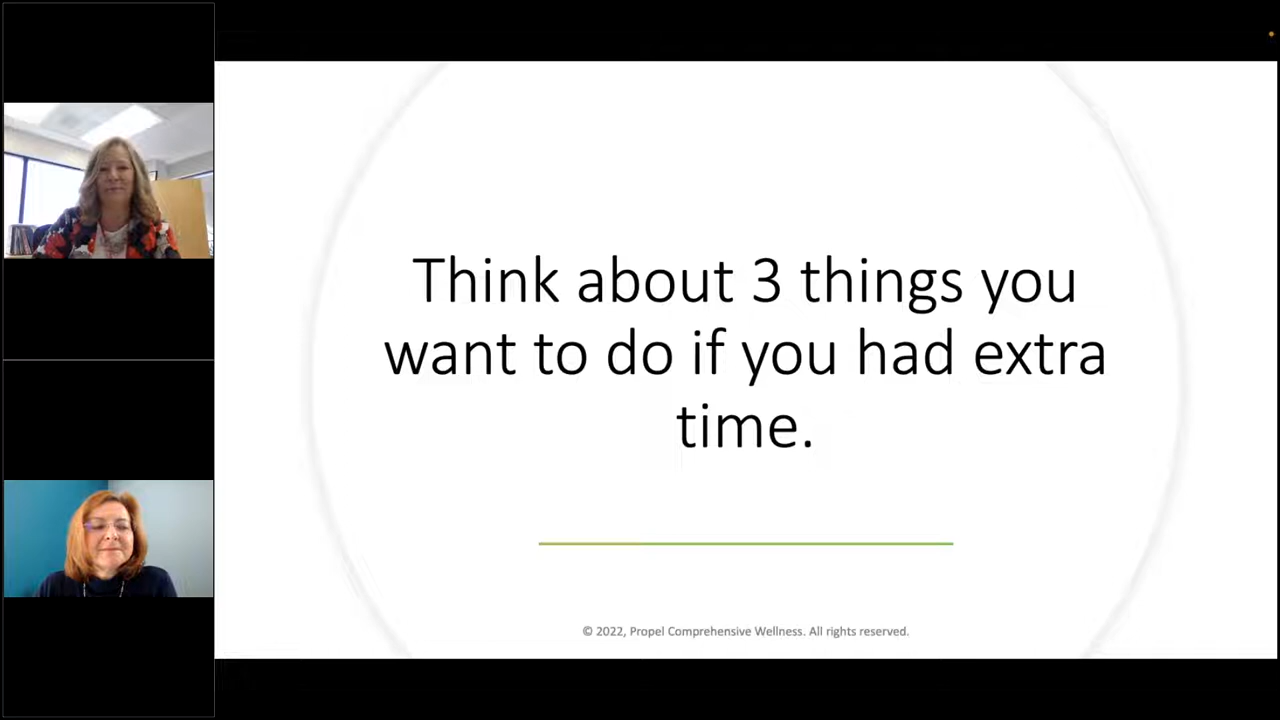 Think about 3 things you
want to do if you had extra
time.
© 2022, Propel Comprehensive Wellness. All rights reserved.